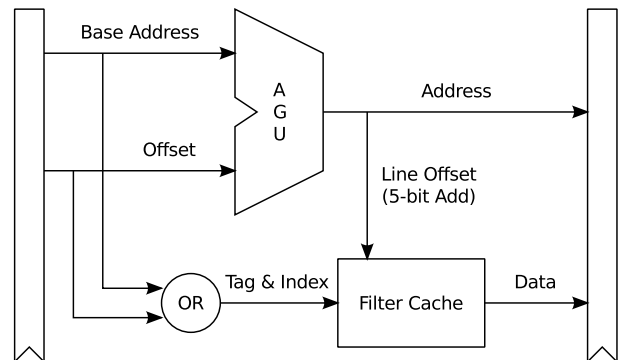 Base Address
A
G
U
Address
Offset
Line Offset
(5-bit Add)
OR
Tag & Index
Filter Cache
Data